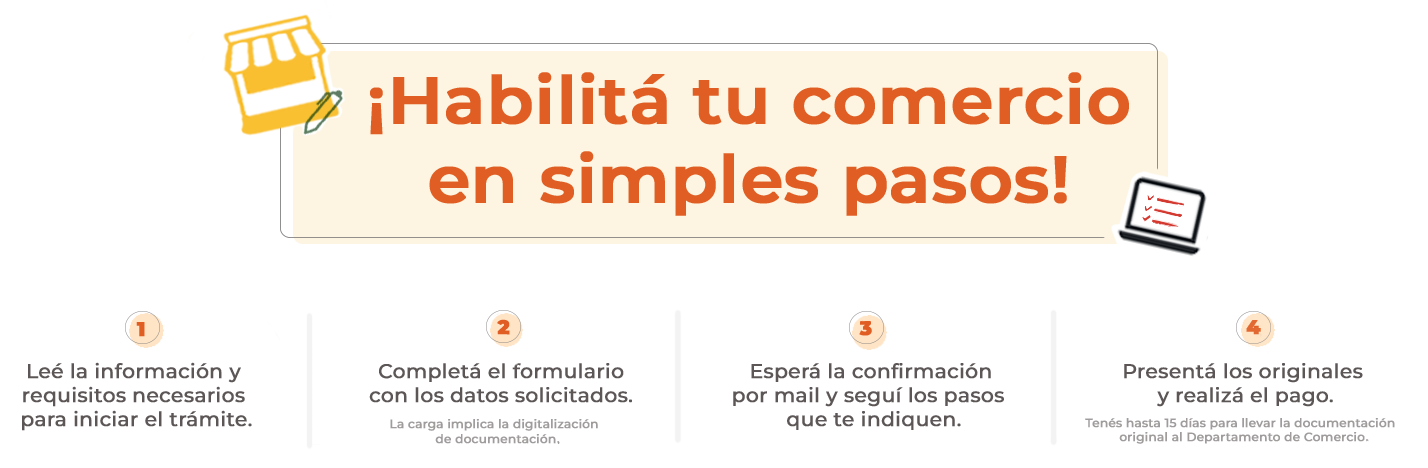 ¡Habilitá tu comercio
en simples pasos!
1
Leé la información y
requisitos necesarios
para iniciar el trámite.
2
Completá el formulario
con los datos solicitados.
La carga implica la digitalización
de documentación,
3
Esperá la confirmación
por mail y seguí los pasos
que te indiquen.
4
Presentá los originales
y realizá el pago.
Tenés hasta 15 días para llevar la documentación
original al Departamento de Comercio.